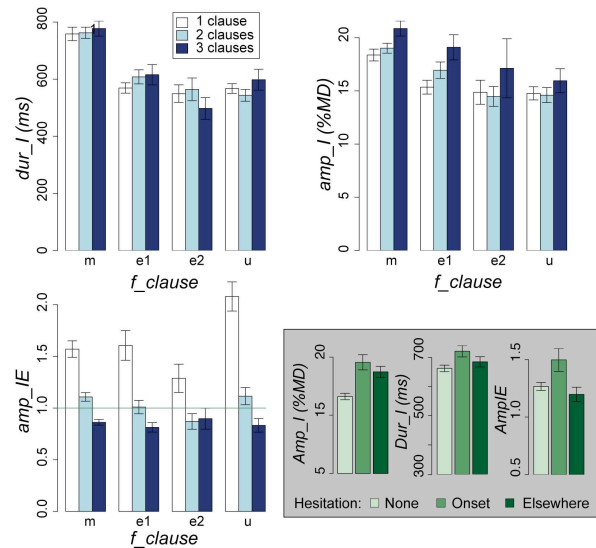 1 clause
2 clauses
3 clauses
1
dur_I (ms)
0
200
400
600
800
m
e1
e2
u
f_clause
amp_I (%MD)
0
5
10
15
20
m
e1
e2
u
f_clause
amp_IE
0.0
0.5
1.0
1.5
2.0
m
e1
e2
u
f_clause
Amp_I (%MD)
5
15
20
Dur_I (ms)
300
500
700
AmpIE
0.5
1.0
1.5
Hesitation: None Onset Elsewhere